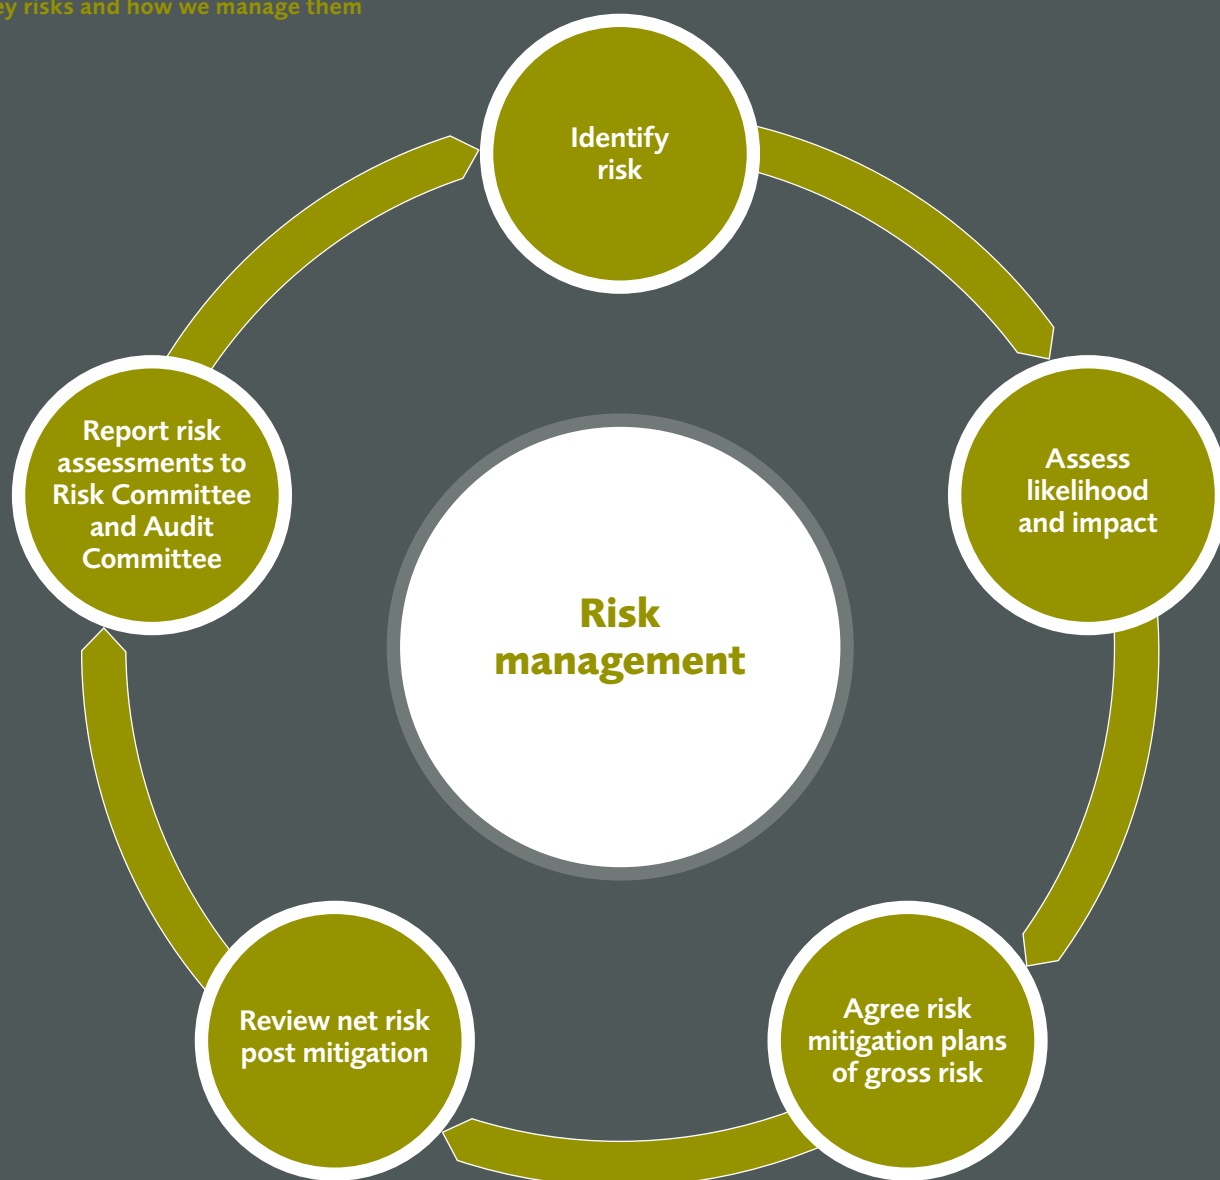 ey risks and how we manage them
Identify
risk
Assess
likelihood
and impact
Agree risk
mitigation plans
of gross risk
Review net risk
post mitigation
Report risk
assessments to
Risk Committee
and Audit
Committee
Risk
management